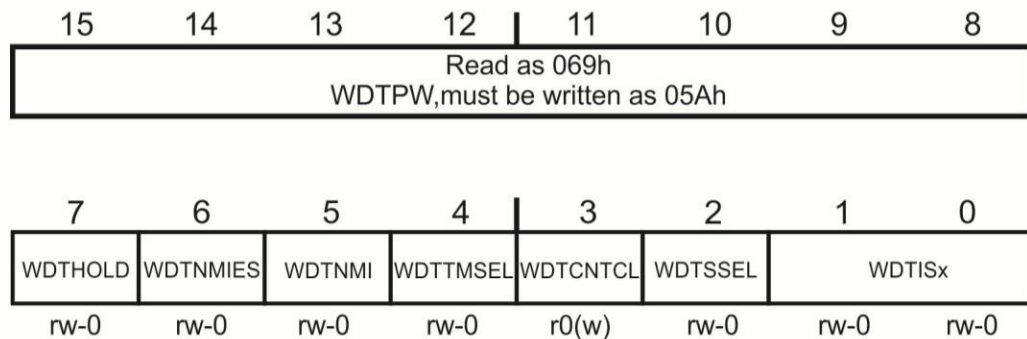 15 14 13 12 11 10 9 8
Read as 069h
WDTPW,must be written as 05Ah
7 6 5 4 3 2 1 0
WDTHOLD WDTNMIES WDTNMI WDTTMSEL WDTCNTCL WDTSSEL WDTISx
rw-0 rw-0 rw-0 rw-0 r0(w) rw-0 rw-0 rw-0